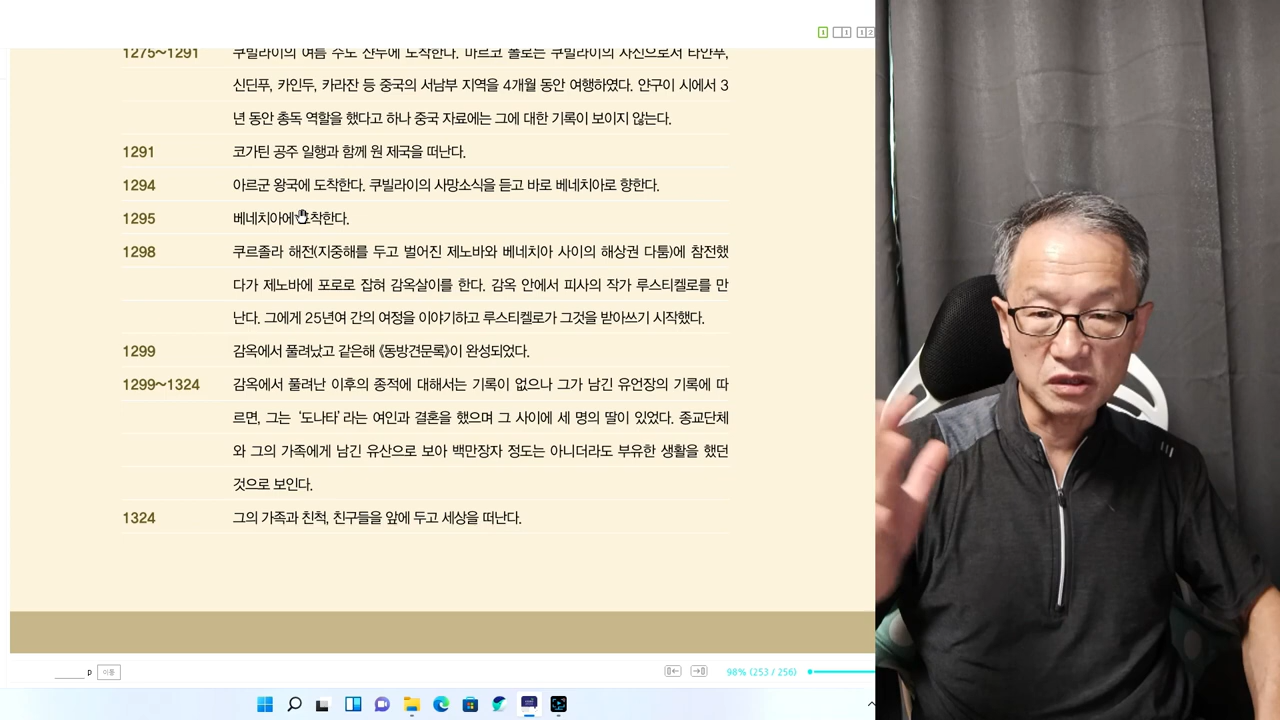 1275~1291 쿠빌라이의 여름 수도 산두에 도착한다. 마르코 폴로는 쿠빌라이의 사신으로서 타안푸,
신딘푸, 카인두, 카라잔 등 중국의 서남부 지역을 4개월 동안 여행하였다. 얀구이 시에서 3
년 동안 총독 역할을 했다고 하나 중국 자료에는 그에 대한 기록이 보이지 않는다.
1291 코가틴 공주 일행과 함께 원 제국을 떠난다.
1294 아르군 왕국에 도착한다. 쿠빌라이의 사망소식을 듣고 바로 베네치아로 향한다.
1295 베네치아에 도착한다.
1298 쿠르졸라 해전(지중해를 두고 벌어진 제노바와 베네치아 사이의 해상권 다툼)에 참전했
다가 제노바에 포로로 잡혀 감옥살이를 한다. 감옥 안에서 피사의 작가 루스티켈로를 만
난다. 그에게 25년여 간의 여정을 이야기하고 루스티켈로가 그것을 받아쓰기 시작했다.
1299 감옥에서 풀려났고 같은해 《동방견문록》이 완성되었다.
1299~1324 감옥에서 풀려난 이후의 종적에 대해서는 기록이 없으나 그가 남긴 유언장의 기록에 따
르면, 그는 ‘도나타’ 라는 여인과 결혼을 했으며 그 사이에 세 명의 딸이 있었다. 종교단체
와 그의 가족에게 남긴 유산으로 보아 백만장자 정도는 아니더라도 부유한 생활을 했던
것으로 보인다.
1324 그의 가족과 친척, 친구들을 앞에 두고 세상을 떠난다.
p 이동 98% (253 / 256)